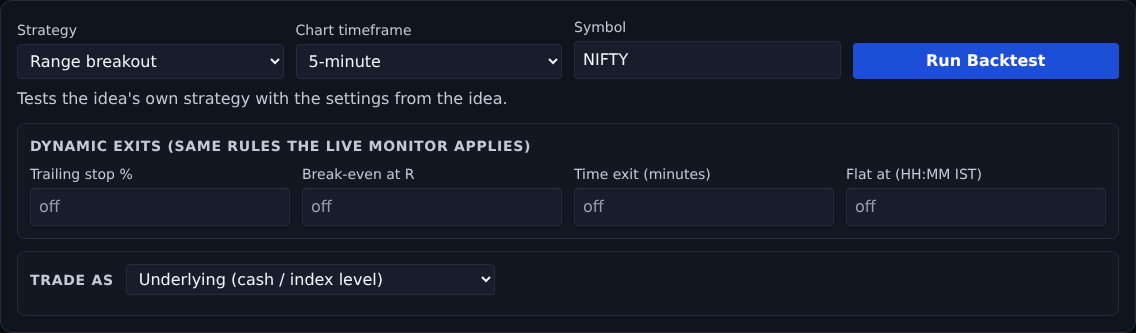 Strategy
Chart timeframe
Symbol
Range breakout
5-minute
NIFTY
Run Backtest
Tests the idea's own strategy with the settings from the idea.
DYNAMIC EXITS (SAME RULES THE LIVE MONITOR APPLIES)
Trailing stop %
Break-even at R
Time exit (minutes)
Flat at (HH:MM IST)
off
off
off
off
TRADE AS
Underlying (cash / index level)